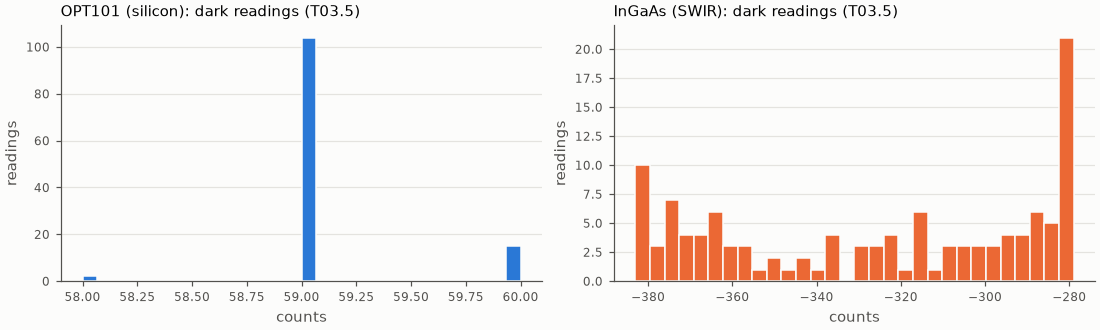 OPT101 (silicon): dark readings (T03.5)
100
80
60
40
20
0
readings
58.00 58.25 58.50 58.75 59.00 59.25 59.50 59.75 60.00
counts
InGaAs (SWIR): dark readings (T03.5)
20.0
17.5
15.0
12.5
10.0
7.5
5.0
2.5
0.0
readings
−380 −360 −340 −320 −300 −280
counts